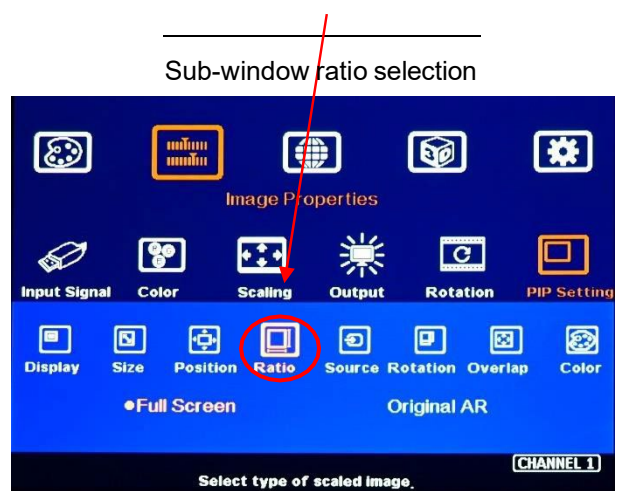 Sub-window ratio selection
Image Properties
Input Signal Color Scaling Output Rotation PIP Setting
Display Size Position Ratio Source Rotation Overlap Color
●Full Screen Original AR
CHANNEL 1
Select type of scaled image.